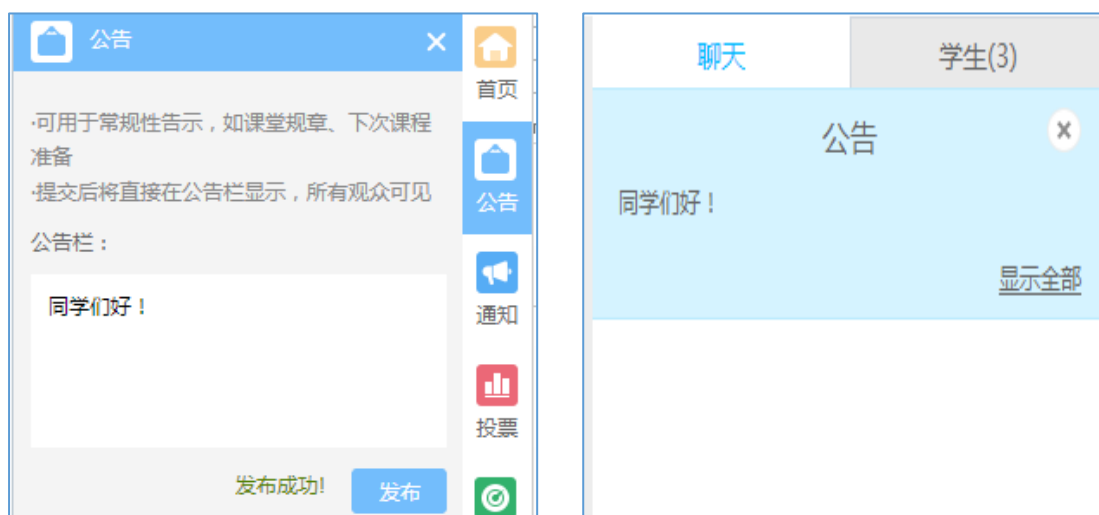 公告
·可用于常规性告示，如课堂规章、下次课程
准备
·提交后将直接在公告栏显示，所有观众可见
公告栏：
同学们好！
发布成功!
发布
首页
公告
通知
投票
聊天
学生(3)
公告
同学们好！
显示全部